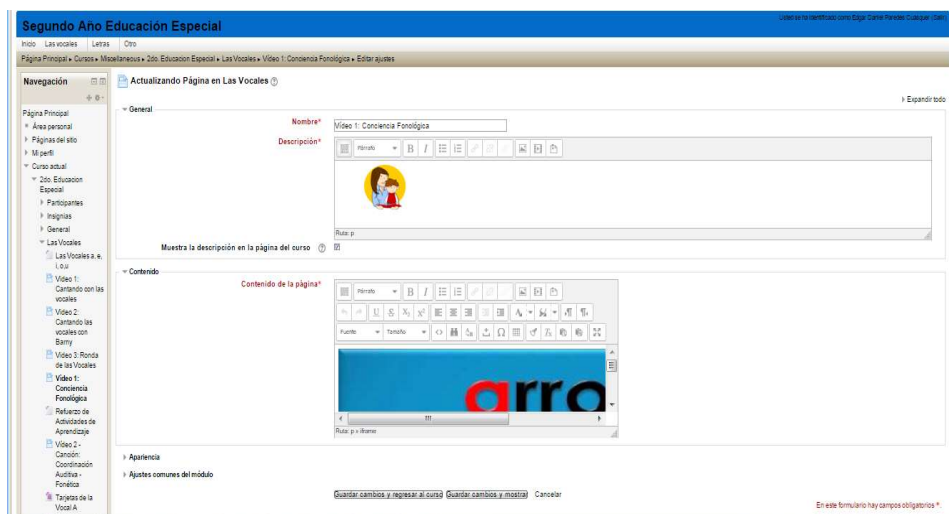 Segundo Año Educación Especial
Usted se ha identificado como Edgar Daniel Paredes
(Salir)
Inicio Las vocales Letras Otro
Página Principal ▸ Cursos ▸ Miscellaneous ▸ 2do. Educacion Especial ▸ Las Vocales ▸ Vídeo 1: Conciencia Fonológica ▸ Editar ajustes
Navegación
Página Principal
Área personal
Páginas del sitio
Mi perfil
Curso actual
2do. Educacion
Especial
Participantes
Insignias
General
Las Vocales
Las Vocales a, e,
i, o,u
Video 1:
Cantando con las
vocales
Video 2:
Cantando las
vocales con
Barny
Video 3: Ronda
de las Vocales
Vídeo 1:
Conciencia
Fonológica
Refuerzo de
Actividades de
Aprendizaje
Vídeo 2 -
Canción:
Coordinación
Auditiva -
Fonética
Tarjetas de la
Vocal A
Actualizando Página en Las Vocales
Expandir todo
General
Nombre* Vídeo 1: Conciencia Fonológica
Descripción*
Párrafo
Ruta: p
Muestra la descripción en la página del curso
Contenido
Contenido de la página*
Párrafo
Fuente Tamaño
arro
Ruta: p » iframe
Apariencia
Ajustes comunes del módulo
Guardar cambios y regresar al curso Guardar cambios y mostrar Cancelar
En este formulario hay campos obligatorios *.